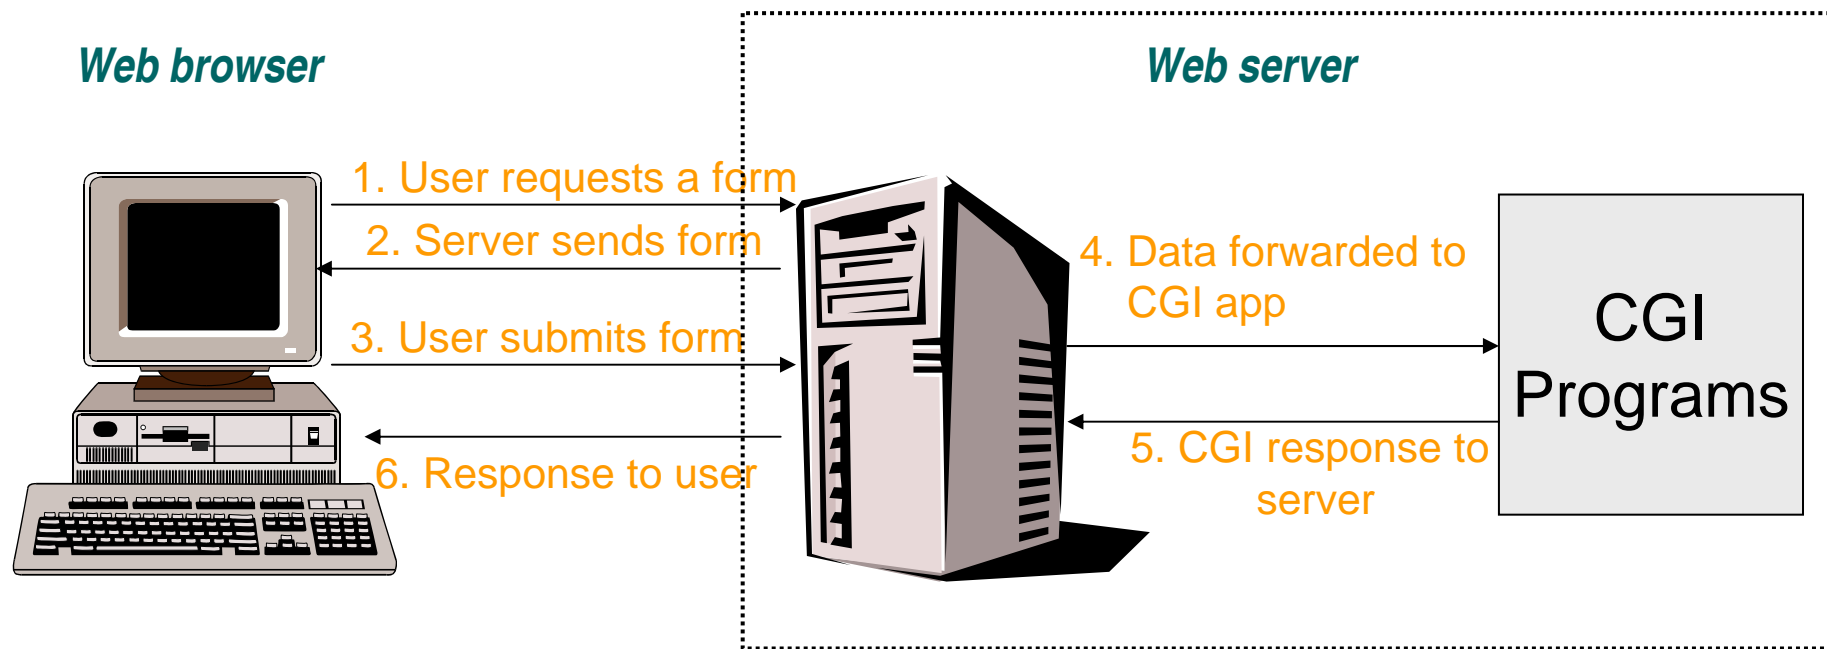 Web browser
Web server
1. User requests a form
2. Server sends form
3. User submits form
6. Response to user
4. Data forwarded to
CGI app
5. CGI response to
server
CGI
Programs